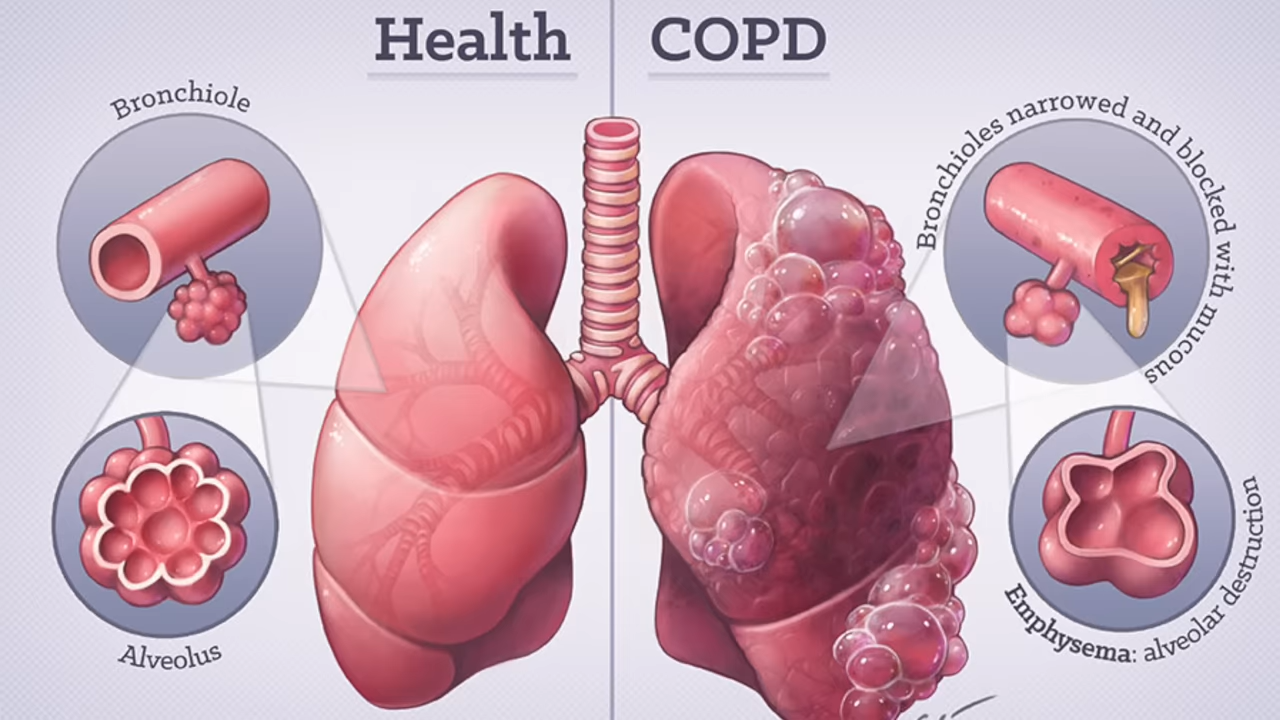 Health
COPD
Bronchiole
Bronchioles narrowed and blocked with mucous
Alveolus
Emphysema: alveolar destruction